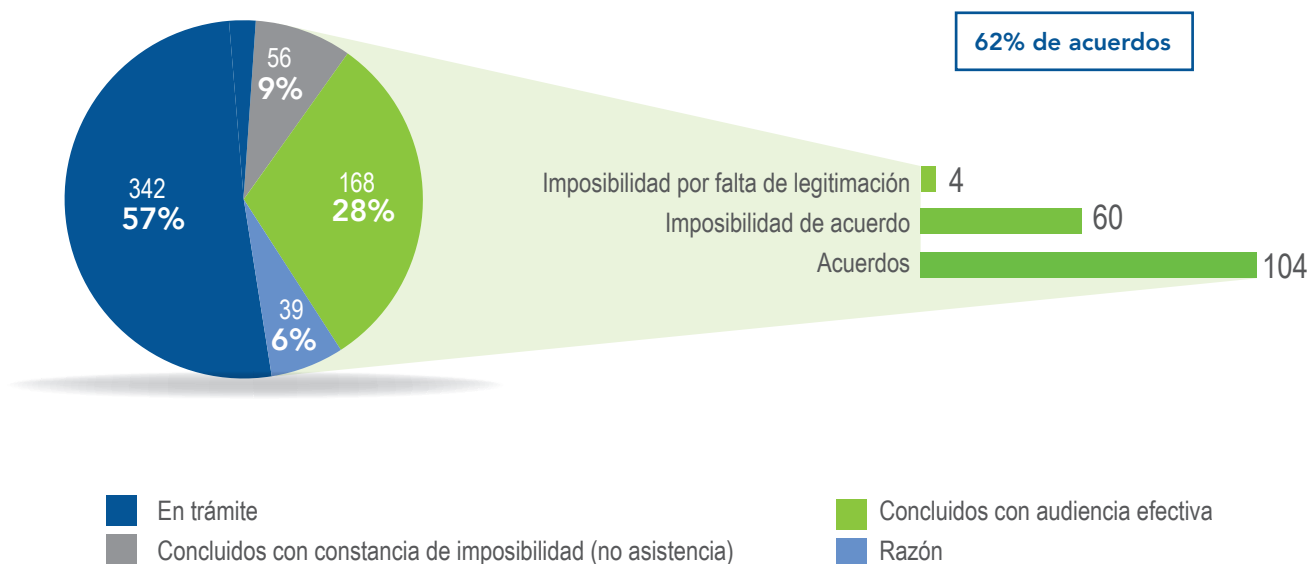 62% de acuerdos
56
9%
342
57%
168
28%
39
6%
Imposibilidad por falta de legitimación 4
Imposibilidad de acuerdo 60
Acuerdos 104
En trámite
Concluidos con constancia de imposibilidad (no asistencia)
Concluidos con audiencia efectiva
Razón